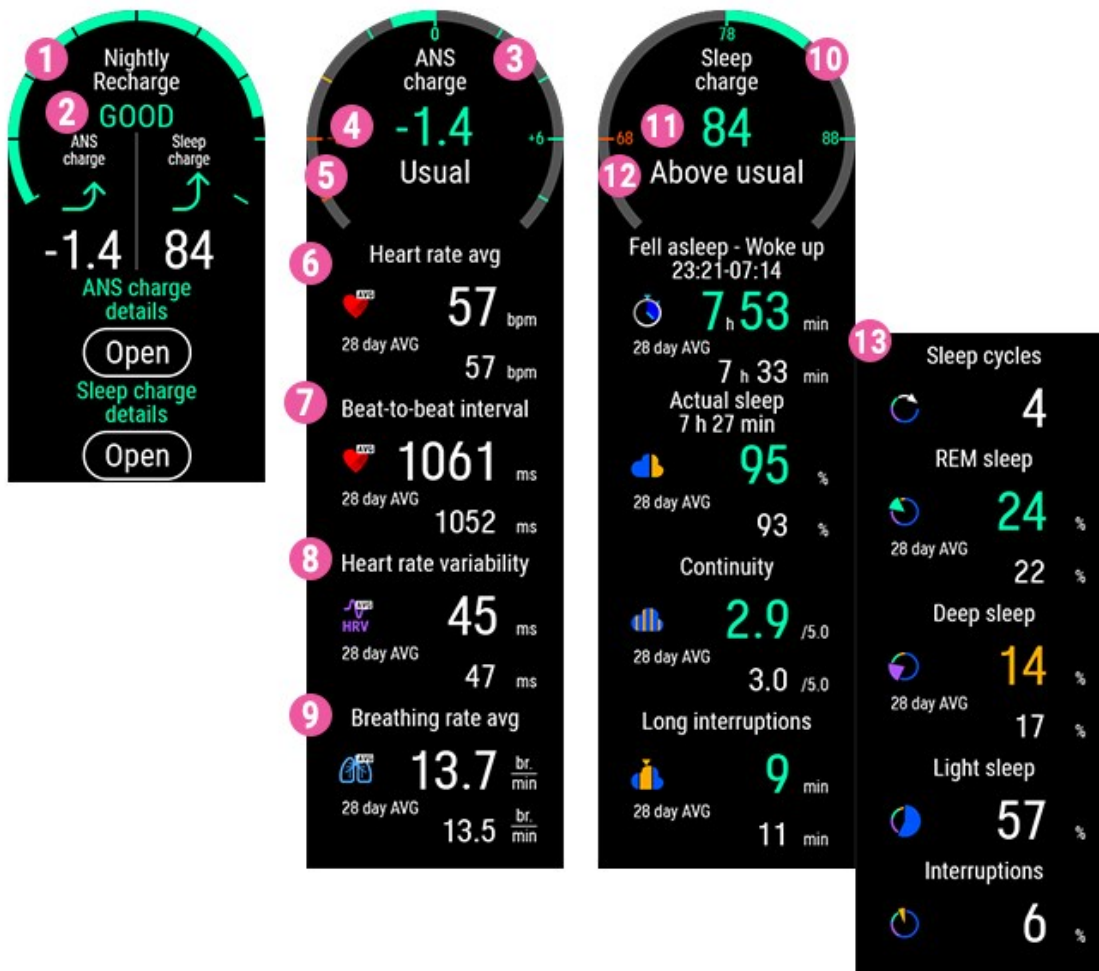 1
Nightly
Recharge
2
GOOD
ANS
charge
Sleep
charge
-1.4
84
ANS charge
details
Open
Sleep charge
details
Open
0
3
ANS
charge
4
-1.4
+6
5
Usual
6
Heart rate avg
AVG
57 bpm
28 day AVG
57 bpm
7
Beat-to-beat interval
AVG
1061 ms
28 day AVG
1052 ms
8
Heart rate variability
AVG
HRV
45 ms
28 day AVG
47 ms
9
Breathing rate avg
AVG
13.7 br.
min
28 day AVG
13.5 br.
min
78
10
Sleep
charge
68
11
84
88
12
Above usual
Fell asleep - Woke up
23:21-07:14
7 h 53 min
28 day AVG
7 h 33 min
Actual sleep
7 h 27 min
95 %
28 day AVG
93 %
Continuity
2.9 /5.0
28 day AVG
3.0 /5.0
Long interruptions
9 min
28 day AVG
11 min
13
Sleep cycles
4
REM sleep
24 %
28 day AVG
22 %
Deep sleep
14 %
28 day AVG
17 %
Light sleep
57 %
Interruptions
6 %